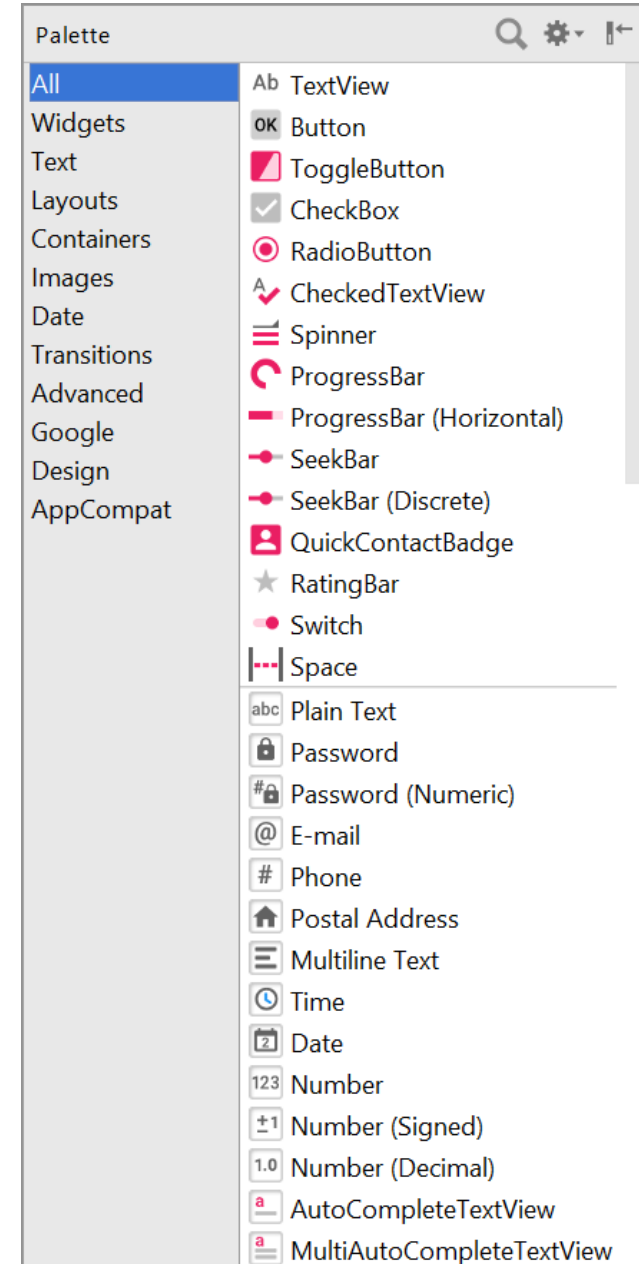 Palette
All
Widgets
Text
Layouts
Containers
Images
Date
Transitions
Advanced
Google
Design
AppCompat
Ab TextView
OK Button
ToggleButton
CheckBox
RadioButton
A CheckedTextView
Spinner
ProgressBar
ProgressBar (Horizontal)
SeekBar
SeekBar (Discrete)
QuickContactBadge
RatingBar
Switch
Space
abc Plain Text
Password
# Password (Numeric)
@ E-mail
# Phone
Postal Address
Multiline Text
Time
2 Date
123 Number
±1 Number (Signed)
1.0 Number (Decimal)
a AutoCompleteTextView
a MultiAutoCompleteTextView